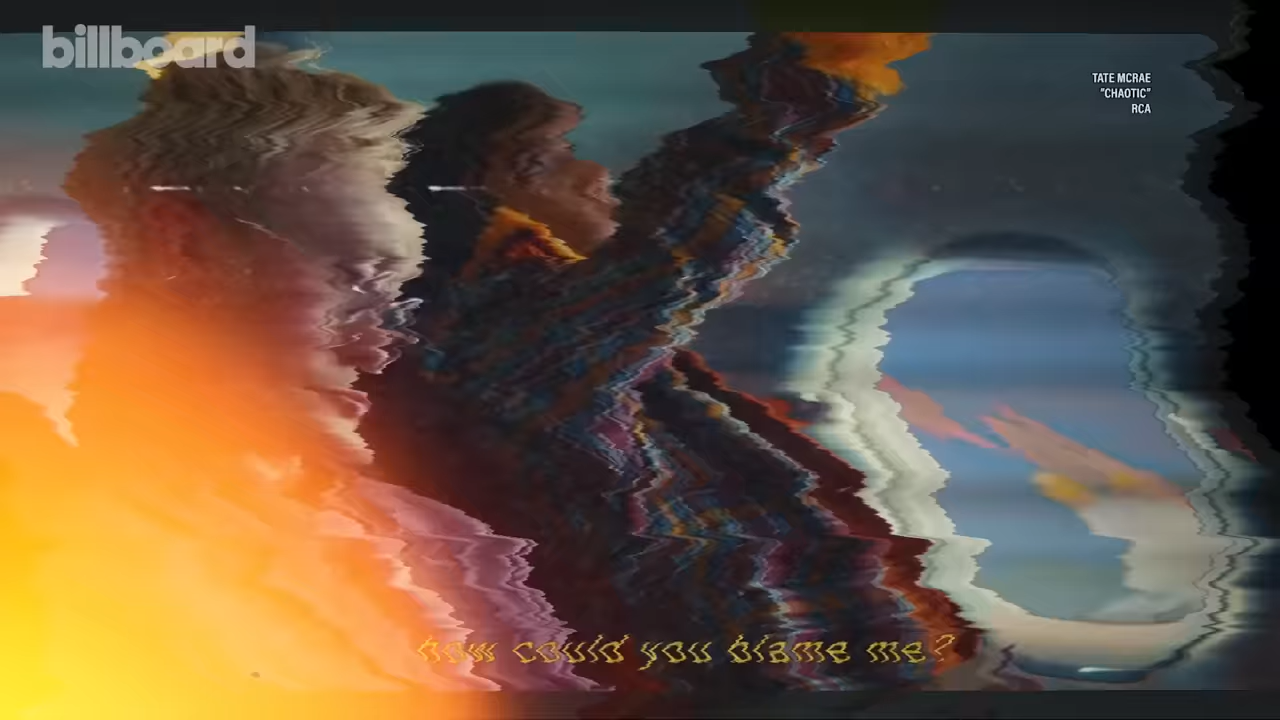 billboard
TATE MCRAE
"CHAOTIC"
RCA
how could you blame me?